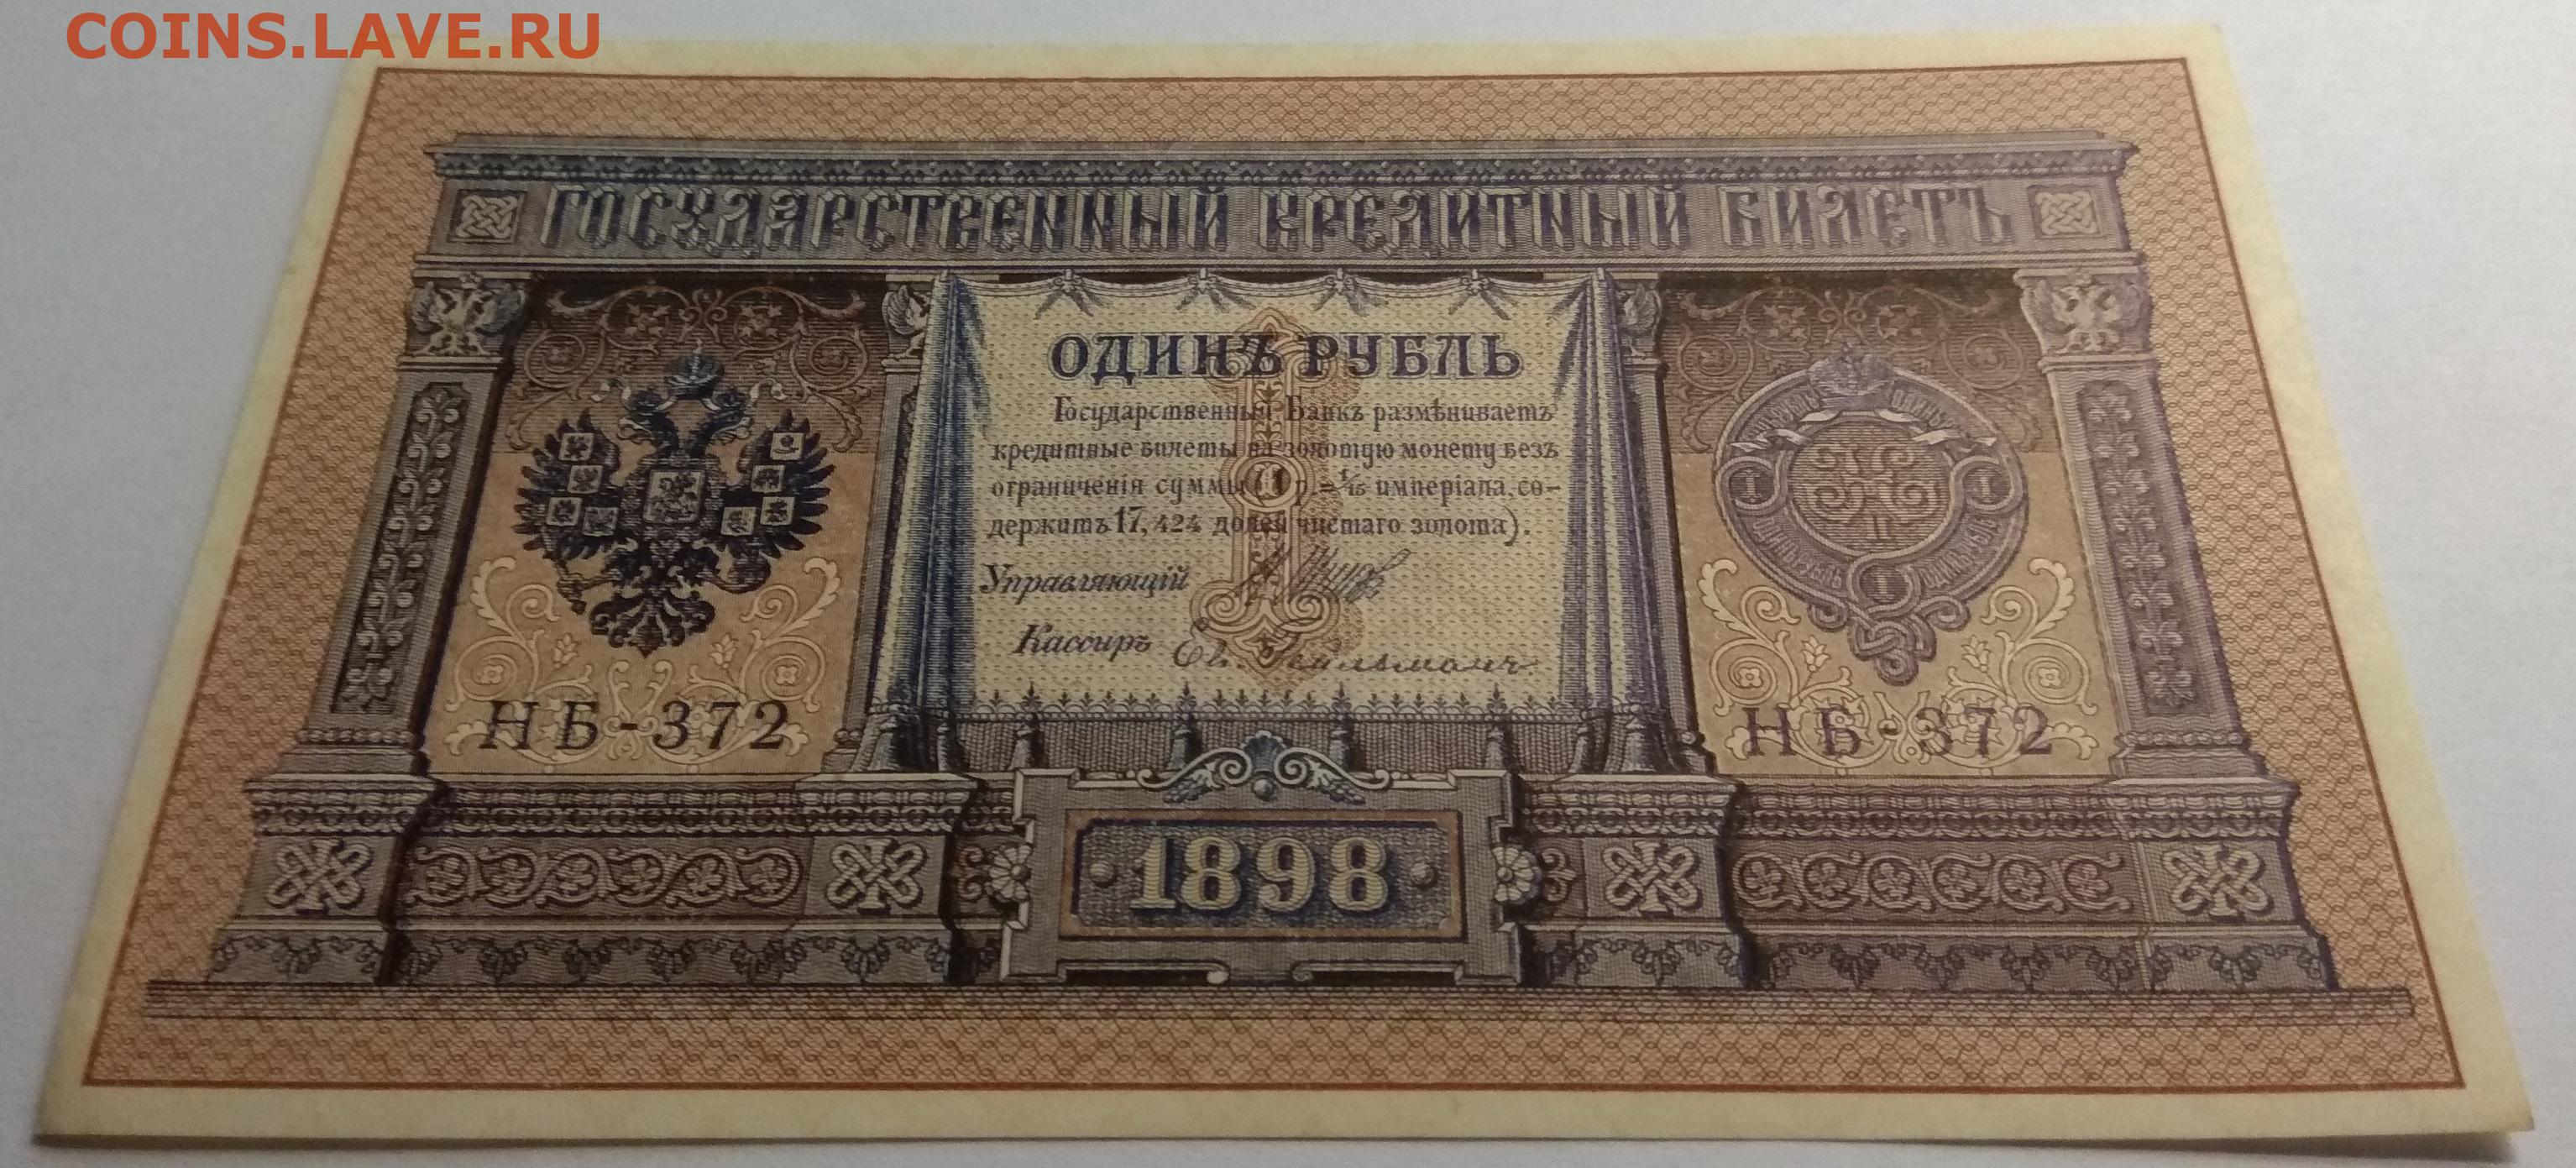 COINS.LAVE.RU
ГОСУДАРСТВЕННЫЙ КРЕДИТНЫЙ БИЛЕТЪ
ОДИНЪ РУБЛЬ
Государственный Банкъ размѣниваетъ
кредитные билеты на золотую монету безъ
ограниченія суммы (1 р. = 1/15 имперіала, со-
держитъ 17,424 долей чистаго золота).
Управляющій
Кассиръ
НБ-372
НБ-372
1898